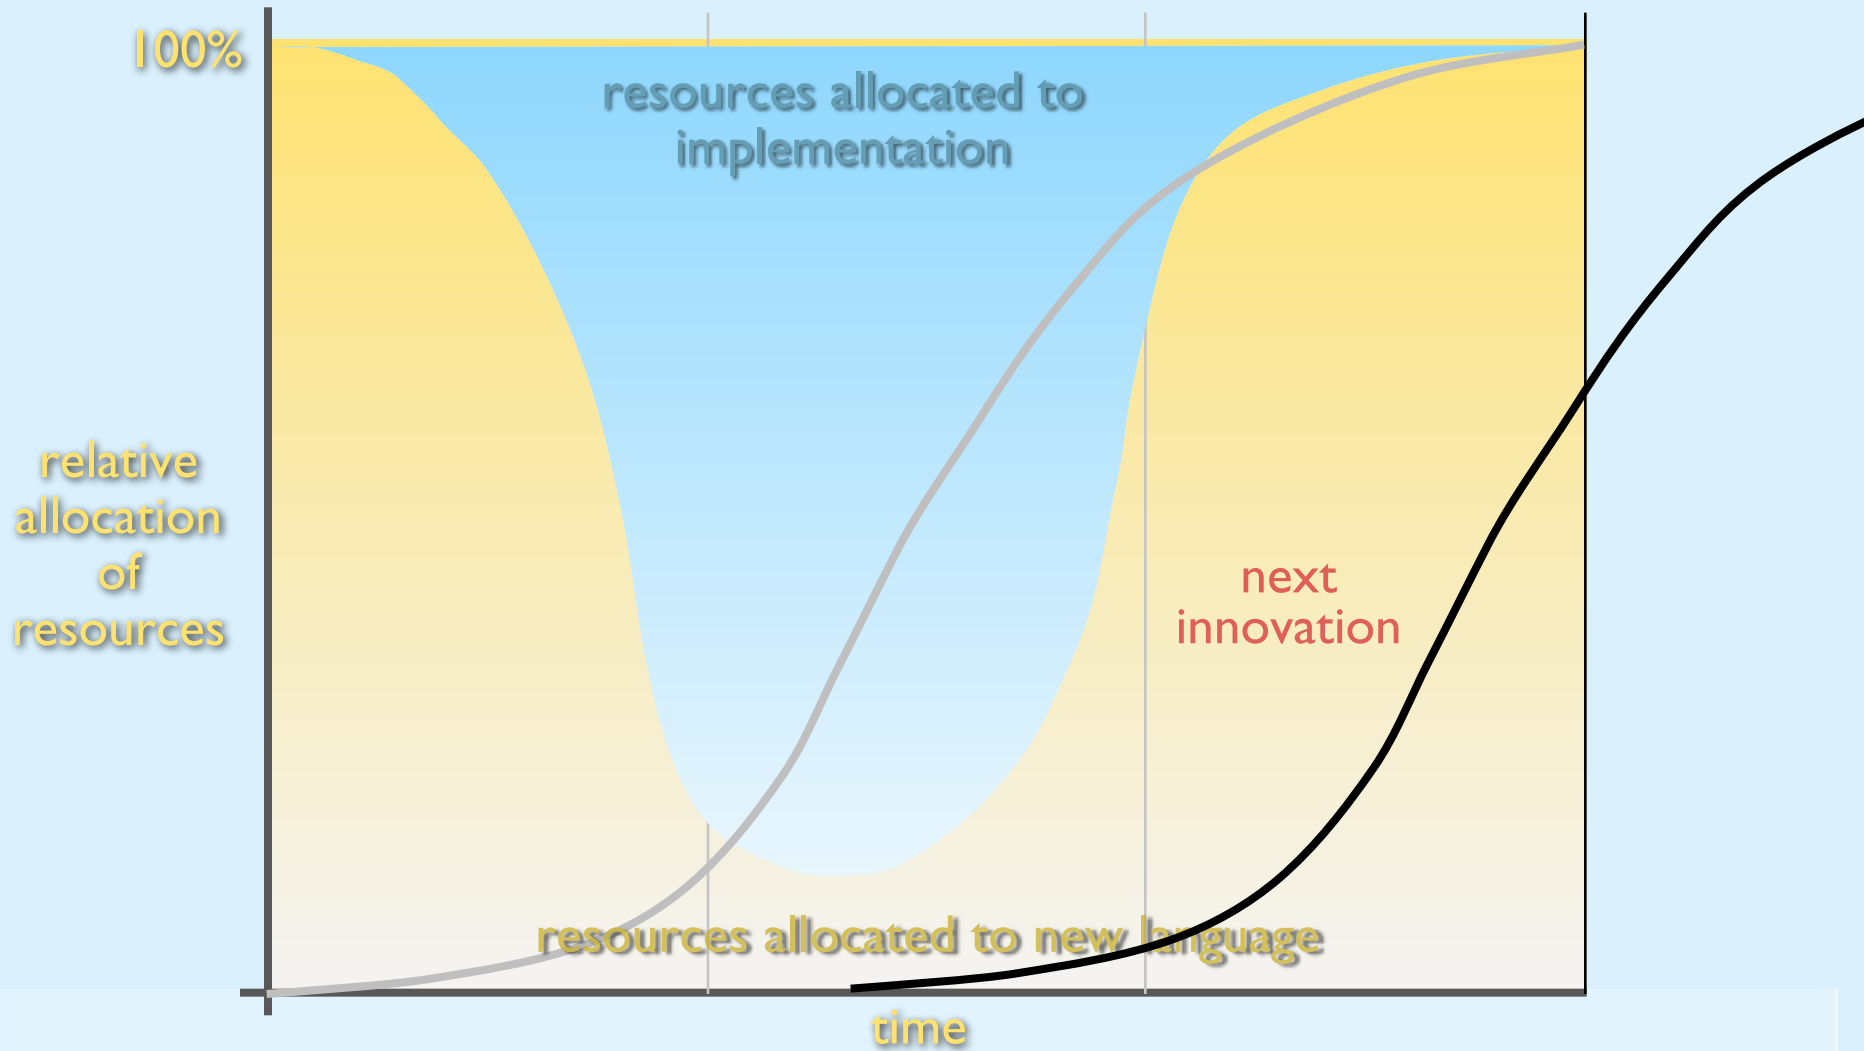 100%
resources allocated to
implementation
relative
allocation
of
resources
next
innovation
resources allocated to new language
time